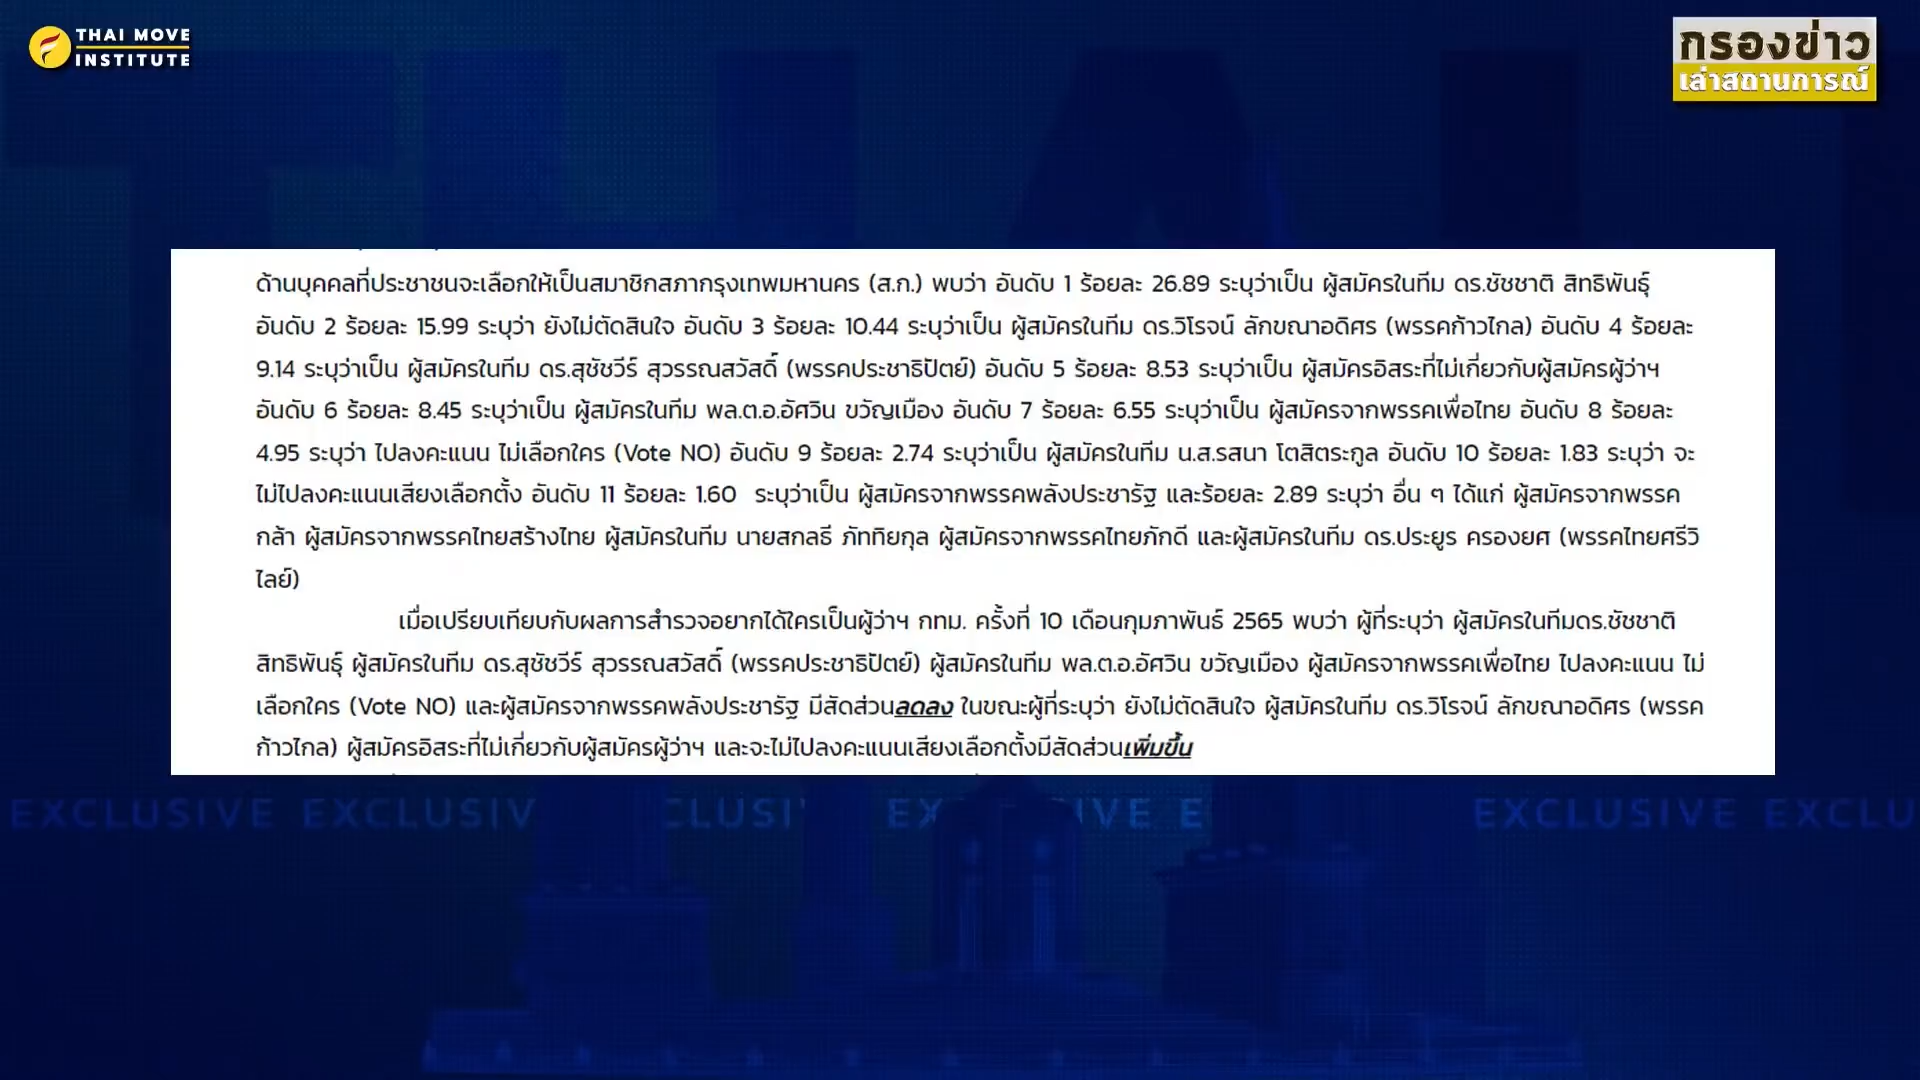 THAI MOVE
INSTITUTE
กรองข่าว
เล่าสถานการณ์
ด้านบุคคลที่ประชาชนจะเลือกให้เป็นสมาชิกสภากรุงเทพมหานคร (ส.ก.) พบว่า อันดับ 1 ร้อยละ 26.89 ระบุว่าเป็น ผู้สมัครในทีม ดร.ชัชชาติ สิทธิพันธุ์
อันดับ 2 ร้อยละ 15.99 ระบุว่า ยังไม่ตัดสินใจ อันดับ 3 ร้อยละ 10.44 ระบุว่าเป็น ผู้สมัครในทีม ดร.วิโรจน์ ลักขณาอดิศร (พรรคก้าวไกล) อันดับ 4 ร้อยละ
9.14 ระบุว่าเป็น ผู้สมัครในทีม ดร.สุชัชวีร์ สุวรรณสวัสดิ์ (พรรคประชาธิปัตย์) อันดับ 5 ร้อยละ 8.53 ระบุว่าเป็น ผู้สมัครอิสระที่ไม่เกี่ยวกับผู้สมัครผู้ว่าฯ
อันดับ 6 ร้อยละ 8.45 ระบุว่าเป็น ผู้สมัครในทีม พล.ต.อ.อัศวิน ขวัญเมือง อันดับ 7 ร้อยละ 6.55 ระบุว่าเป็น ผู้สมัครจากพรรคเพื่อไทย อันดับ 8 ร้อยละ
4.95 ระบุว่า ไปลงคะแนน ไม่เลือกใคร (Vote NO) อันดับ 9 ร้อยละ 2.74 ระบุว่าเป็น ผู้สมัครในทีม น.ส.รสนา โตสิตระกูล อันดับ 10 ร้อยละ 1.83 ระบุว่า จะ
ไม่ไปลงคะแนนเสียงเลือกตั้ง อันดับ 11 ร้อยละ 1.60 ระบุว่าเป็น ผู้สมัครจากพรรคพลังประชารัฐ และร้อยละ 2.89 ระบุว่า อื่น ๆ ได้แก่ ผู้สมัครจากพรรค
กล้า ผู้สมัครจากพรรคไทยสร้างไทย ผู้สมัครในทีม นายสกลธี ภัททิยกุล ผู้สมัครจากพรรคไทยภักดี และผู้สมัครในทีม ดร.ประยูร ครองยศ (พรรคไทยศรีวิ
ไลย์)
เมื่อเปรียบเทียบกับผลการสำรวจอยากได้ใครเป็นผู้ว่าฯ กทม. ครั้งที่ 10 เดือนกุมภาพันธ์ 2565 พบว่า ผู้ที่ระบุว่า ผู้สมัครในทีมดร.ชัชชาติ
สิทธิพันธุ์ ผู้สมัครในทีม ดร.สุชัชวีร์ สุวรรณสวัสดิ์ (พรรคประชาธิปัตย์) ผู้สมัครในทีม พล.ต.อ.อัศวิน ขวัญเมือง ผู้สมัครจากพรรคเพื่อไทย ไปลงคะแนน ไม่
เลือกใคร (Vote NO) และผู้สมัครจากพรรคพลังประชารัฐ มีสัดส่วนลดลง ในขณะผู้ที่ระบุว่า ยังไม่ตัดสินใจ ผู้สมัครในทีม ดร.วิโรจน์ ลักขณาอดิศร (พรรค
ก้าวไกล) ผู้สมัครอิสระที่ไม่เกี่ยวกับผู้สมัครผู้ว่าฯ และจะไม่ไปลงคะแนนเสียงเลือกตั้งมีสัดส่วนเพิ่มขึ้น
EXCLUSIVE EXCLUSIV CLUSI EX IVE E EXCLUSIVE EXCLU